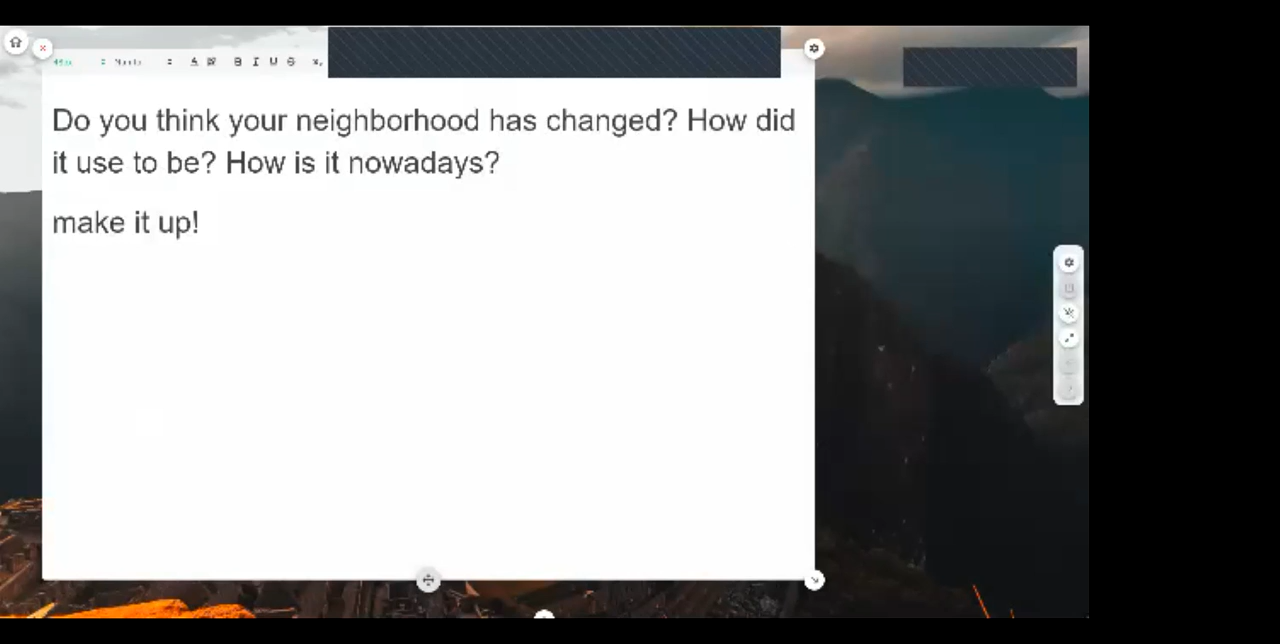 Do you think your neighborhood has changed? How did
it use to be? How is it nowadays?
make it up!